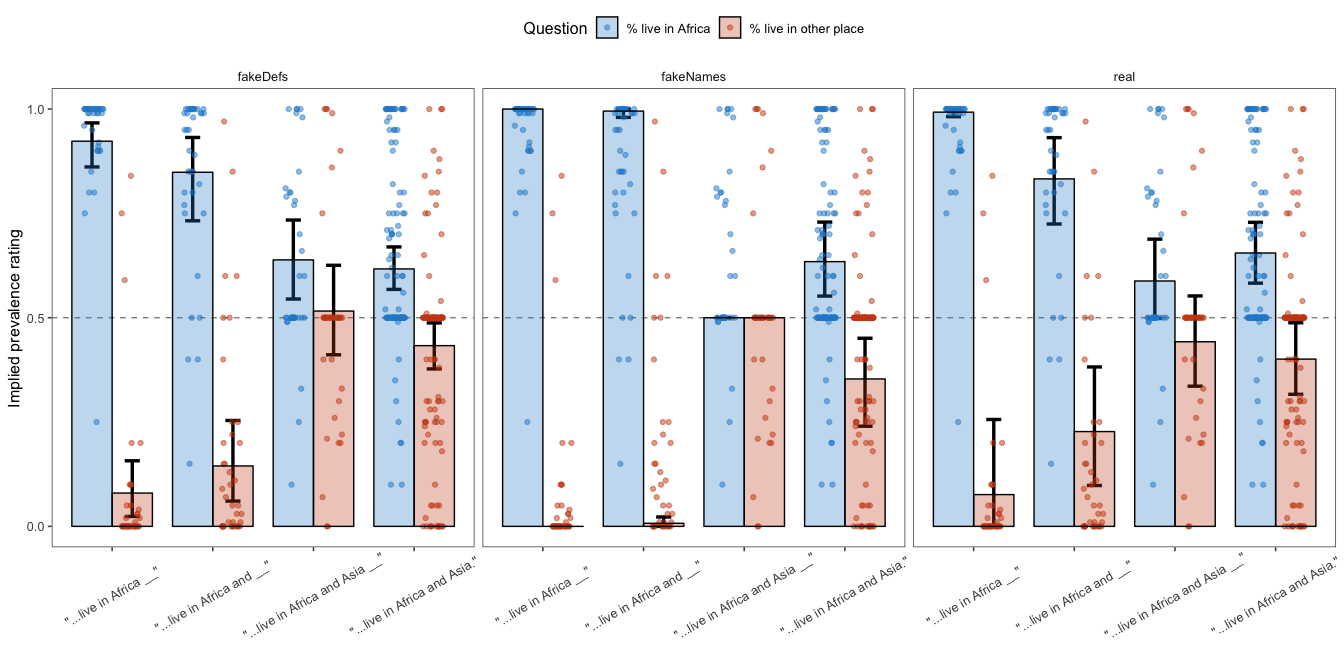 Question % live in Africa % live in other place
fakeDefs fakeNames real
Implied prevalence rating
1.0
0.5
0.0
"...live in Africa __"
"...live in Africa and __"
"...live in Africa and Asia __"
"...live in Africa and Asia."
"...live in Africa __"
"...live in Africa and __"
"...live in Africa and Asia __"
"...live in Africa and Asia."
"...live in Africa __"
"...live in Africa and __"
"...live in Africa and Asia __"
"...live in Africa and Asia."